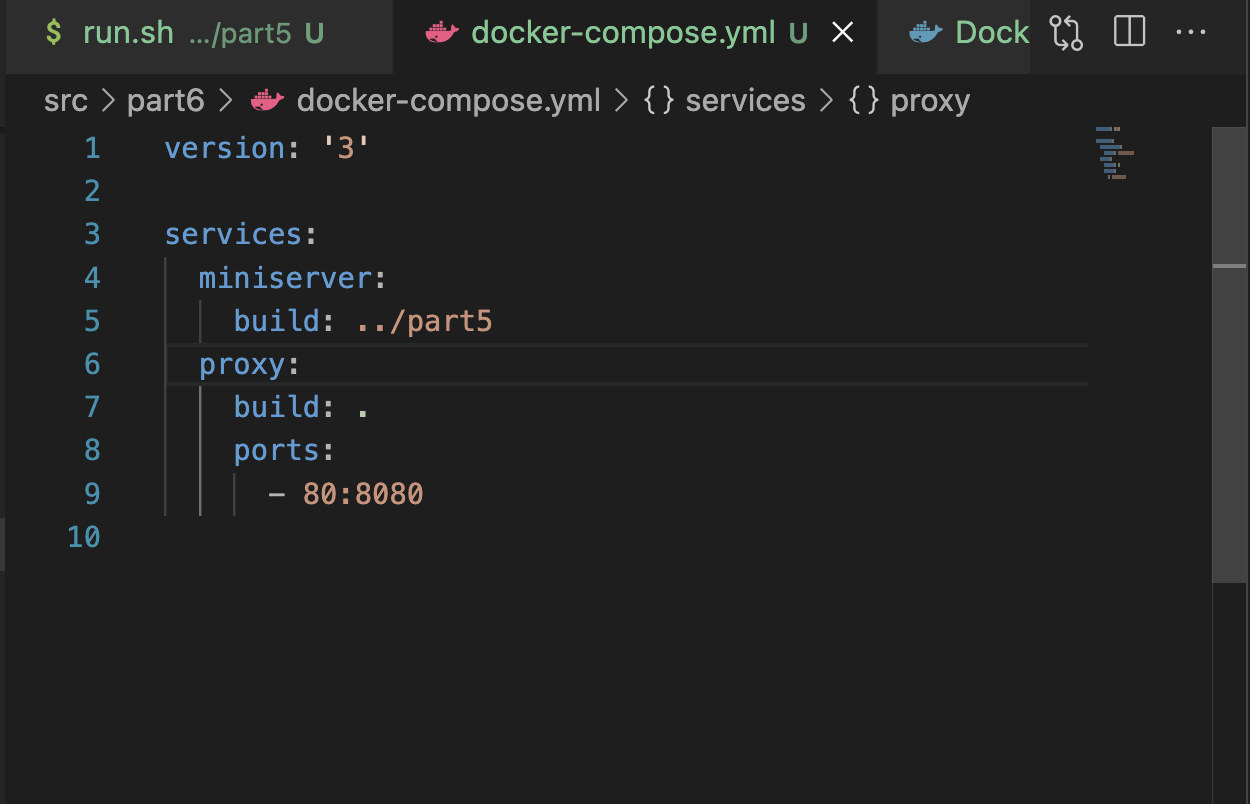 $ run.sh .../part5 U docker-compose.yml U Dock
src > part6 > docker-compose.yml > {} services > {} proxy
1 version: '3'
2
3 services:
4   miniserver:
5     build: ../part5
6   proxy:
7     build: .
8     ports:
9       - 80:8080
10